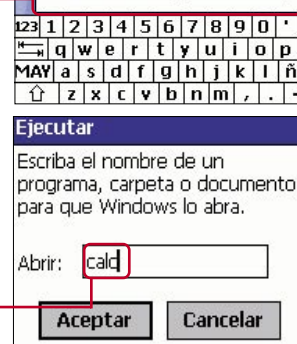 123 1 2 3 4 5 6 7 8 9 0 '
q w e r t y u i o p
MAY a s d f g h j k l ñ
z x c v b n m , . -
Ejecutar
Escriba el nombre de un
programa, carpeta o documento
para que Windows lo abra.
Abrir: calc
Aceptar Cancelar